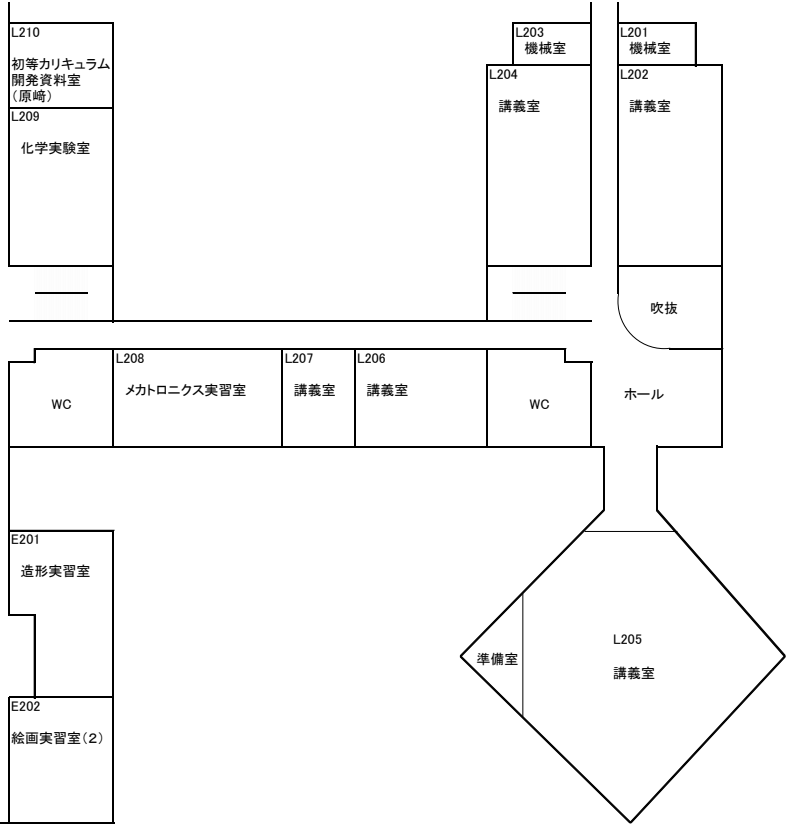 L210
初等カリキュラム
開発資料室
（原﨑）
L209
化学実験室
L203
機械室
L204
講義室
L201
機械室
L202
講義室
吹抜
ホール
WC
L208
メカトロニクス実習室
L207
講義室
L206
講義室
WC
E201
造形実習室
E202
絵画実習室（２）
準備室
L205
講義室